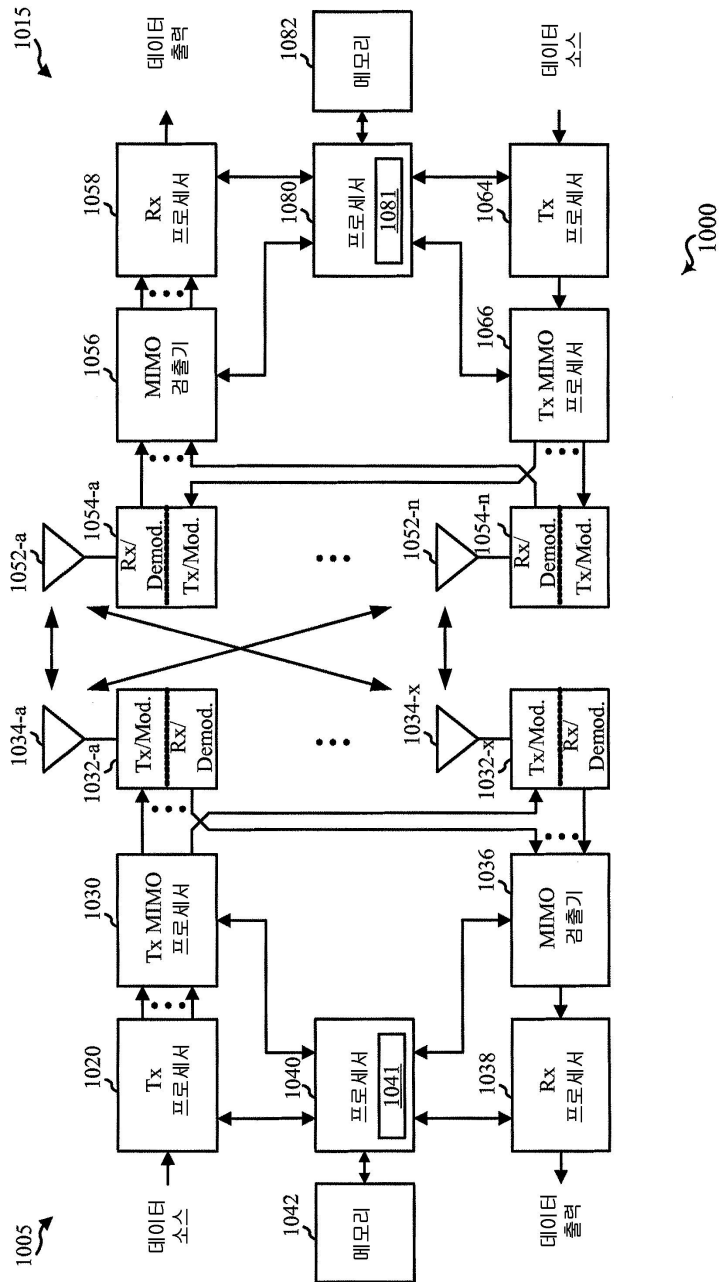 1005
1015
데이터
소스
1020
Tx
프로세서
1030
Tx MIMO
프로세서
1034-a
1032-a
Tx/Mod.
Rx/
Demod.
1052-a
1054-a
Rx/
Demod.
Tx/Mod.
1056
MIMO
검출기
1058
Rx
프로세서
데이터
출력
1042
메모리
1040
프로세서
1041
1080
프로세서
1081
1082
메모리
데이터
출력
1038
Rx
프로세서
1036
MIMO
검출기
1034-x
1032-x
Tx/Mod.
Rx/
Demod.
1052-n
1054-n
Rx/
Demod.
Tx/Mod.
1066
Tx MIMO
프로세서
1064
Tx
프로세서
데이터
소스
1000